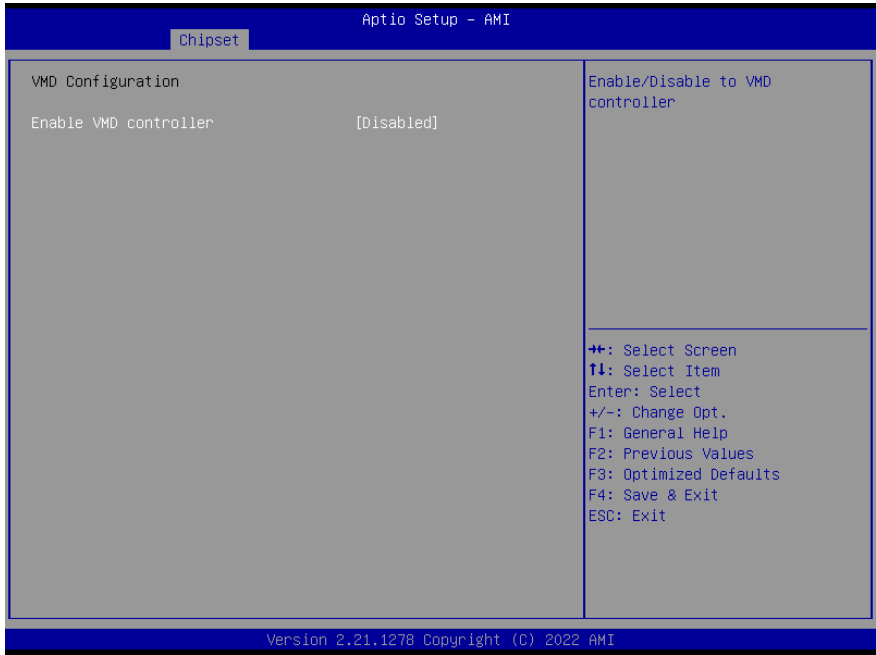 Aptio Setup – AMI
Chipset
VMD Configuration
Enable VMD controller [Disabled]
Enable/Disable to VMD
controller
→←: Select Screen
↑↓: Select Item
Enter: Select
+/-: Change Opt.
F1: General Help
F2: Previous Values
F3: Optimized Defaults
F4: Save & Exit
ESC: Exit
Version 2.21.1278 Copyright (C) 2022 AMI